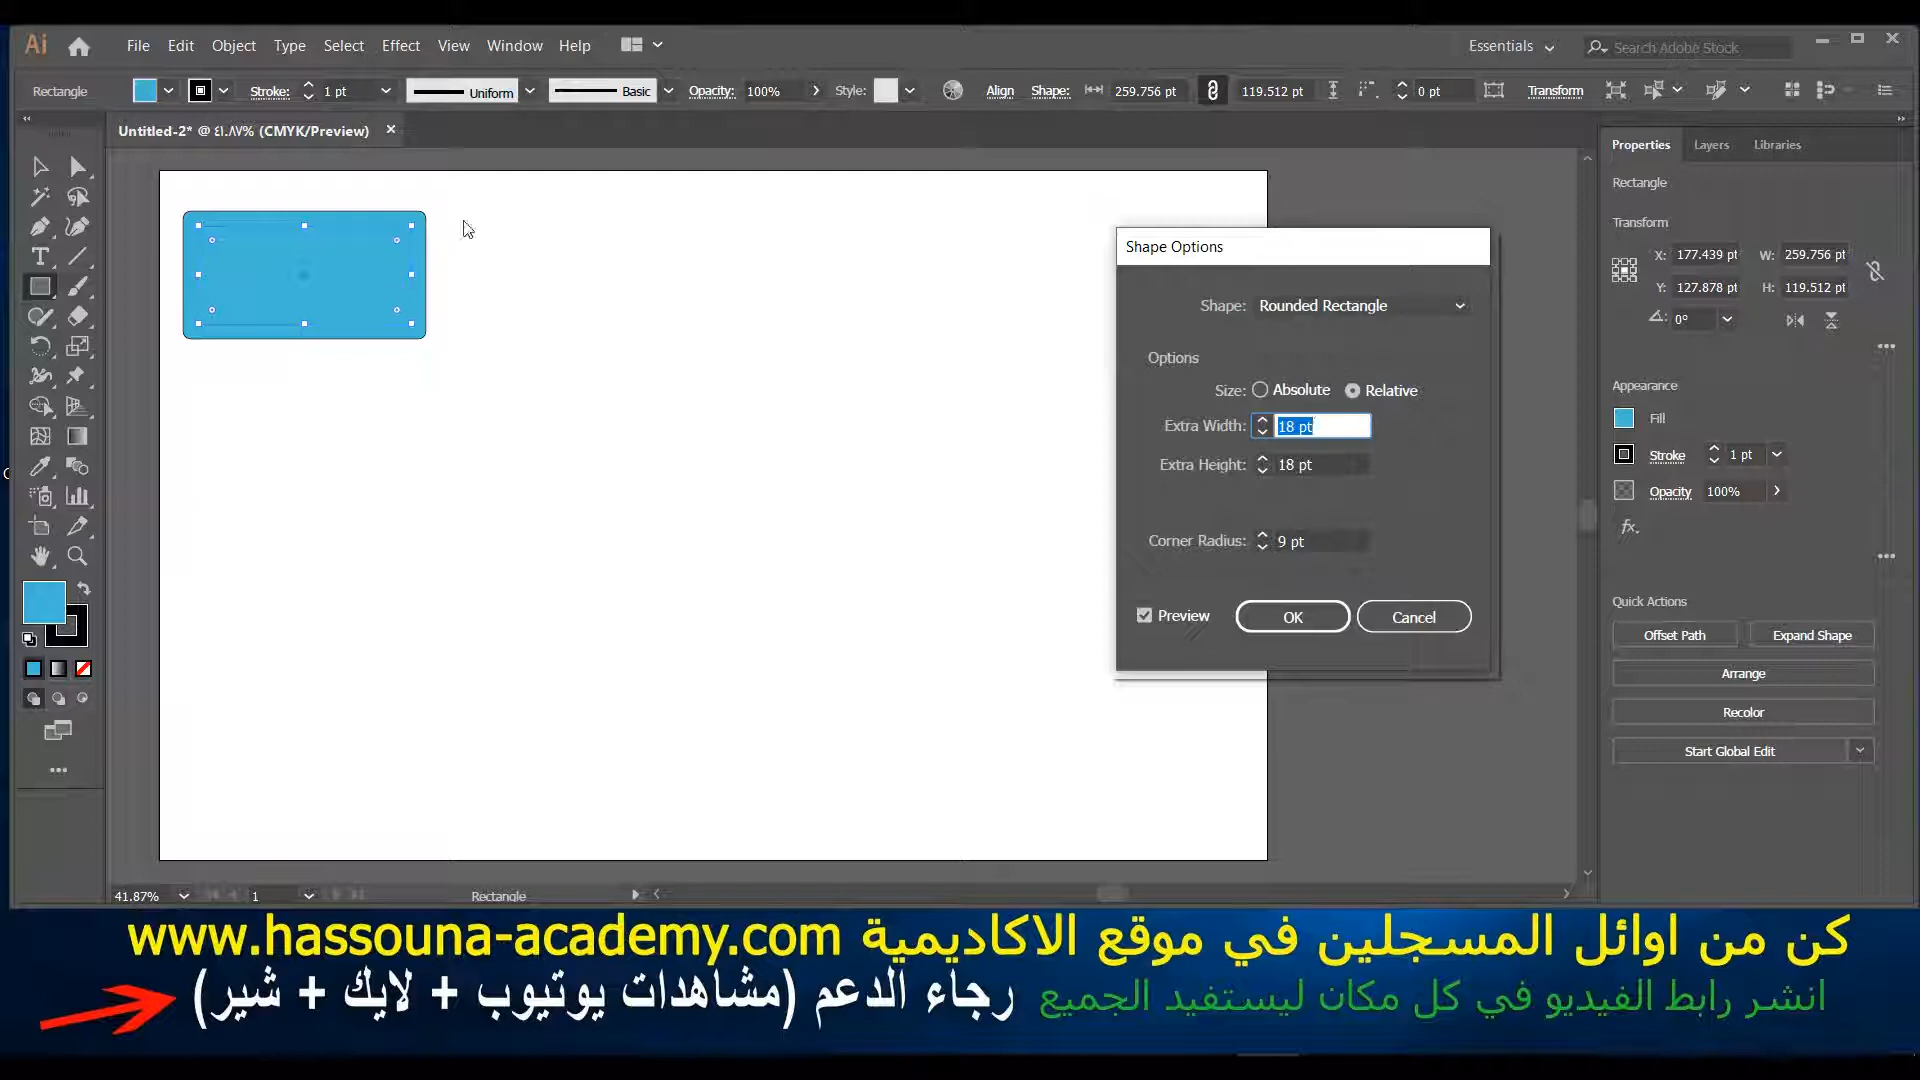 Ai File Edit Object Type Select Effect View Window Help Essentials Search Adobe Stock
Rectangle Stroke: 1 pt Uniform Basic Opacity: 100% Style: Align Shape: 259.756 pt 119.512 pt 0 pt Transform
Untitled-2* @ ٤١.٨٧% (CMYK/Preview) ×
Properties Layers Libraries
Rectangle
Transform
X: 177.439 pt W: 259.756 pt
Y: 127.878 pt H: 119.512 pt
0°
Appearance
Fill
Stroke 1 pt
Opacity 100%
fx.
Quick Actions
Offset Path Expand Shape
Arrange
Recolor
Start Global Edit
Shape Options
Shape: Rounded Rectangle
Options
Size: Absolute Relative
Extra Width: 18 pt
Extra Height: 18 pt
Corner Radius: 9 pt
Preview OK Cancel
41.87% 1 Rectangle
كن من اوائل المسجلين في موقع الاكاديمية www.hassouna-academy.com
انشر رابط الفيديو في كل مكان ليستفيد الجميع رجاء الدعم (مشاهدات يوتيوب + لايك + شير)